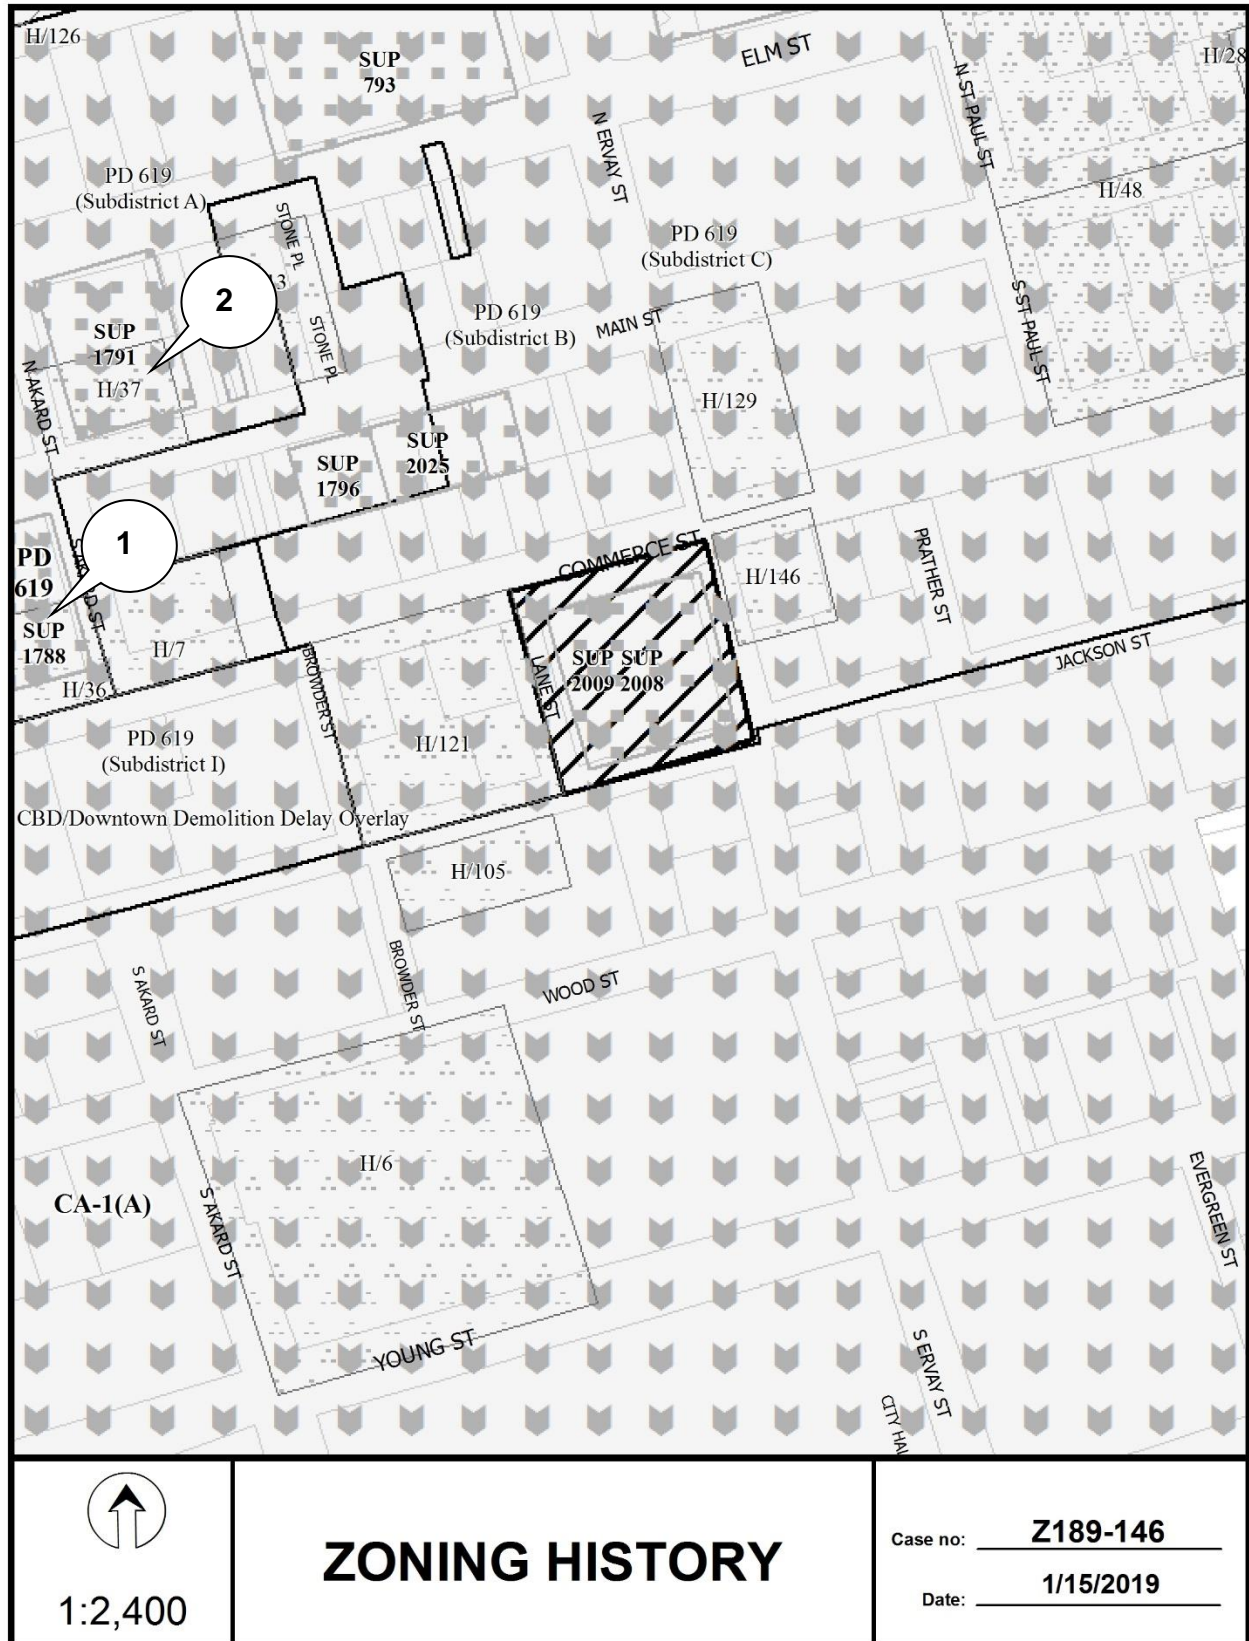 H/126
SUP
793
ELM ST
H/28
N ST PAUL ST
N ERVAY ST
PD 619
(Subdistrict A)
H/48
STONE PL
PD 619
(Subdistrict C)
2
13
SUP
1791
H/37
STONE PL
PD 619
(Subdistrict B)
MAIN ST
S ST PAUL ST
N AKARD ST
H/129
SUP
2025
SUP
1796
1
PD
619
S AKARD ST
COMMERCE ST
H/146
PRATHER ST
SUP
1788
H/7
H/36
BROWDER ST
LANE ST
SUP SUP
2009 2008
JACKSON ST
PD 619
(Subdistrict I)
H/121
CBD/Downtown Demolition Delay Overlay
H/105
S AKARD ST
BROWDER ST
WOOD ST
H/6
CA-1(A)
S AKARD ST
EVERGREEN ST
YOUNG ST
S ERVAY ST
CITY HAL
1:2,400
ZONING HISTORY
Case no: Z189-146
Date: 1/15/2019